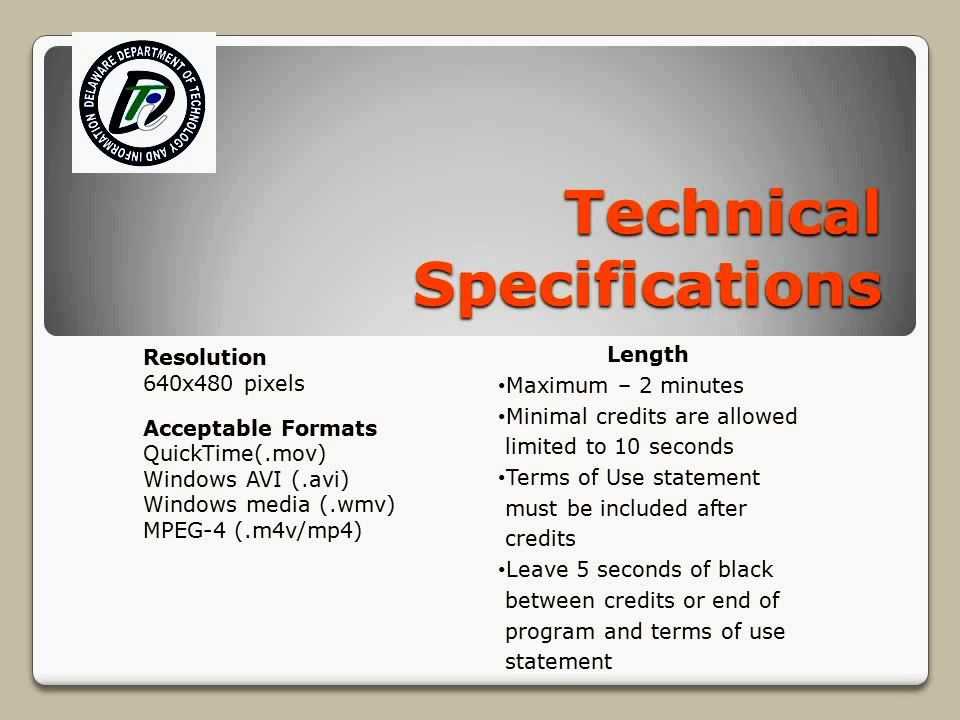 DELAWARE DEPARTMENT OF TECHNOLOGY AND INFORMATION
DTI
Technical
Specifications
Resolution
640x480 pixels
Acceptable Formats
QuickTime(.mov)
Windows AVI (.avi)
Windows media (.wmv)
MPEG-4 (.m4v/mp4)
Length
•Maximum – 2 minutes
•Minimal credits are allowed
limited to 10 seconds
•Terms of Use statement
must be included after
credits
•Leave 5 seconds of black
between credits or end of
program and terms of use
statement